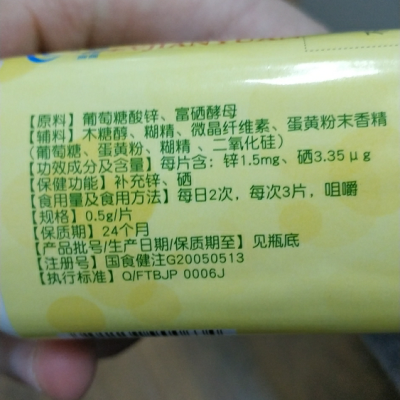 【原料】葡萄糖酸锌、富硒酵母
【辅料】木糖醇、糊精、微晶纤维素、蛋黄粉末香精
（葡萄糖、蛋黄粉、糊精、二氧化硅）
【功效成分及含量】每片含：锌1.5mg、硒3.35μg
【保健功能】补充锌、硒
【食用量及食用方法】每日2次，每次3片，咀嚼
【规格】0.5g/片
【保质期】24个月
【产品批号/生产日期/保质期至】见瓶底
【注册号】国食健注G20050513
【执行标准】Q/FTBJP 0006J